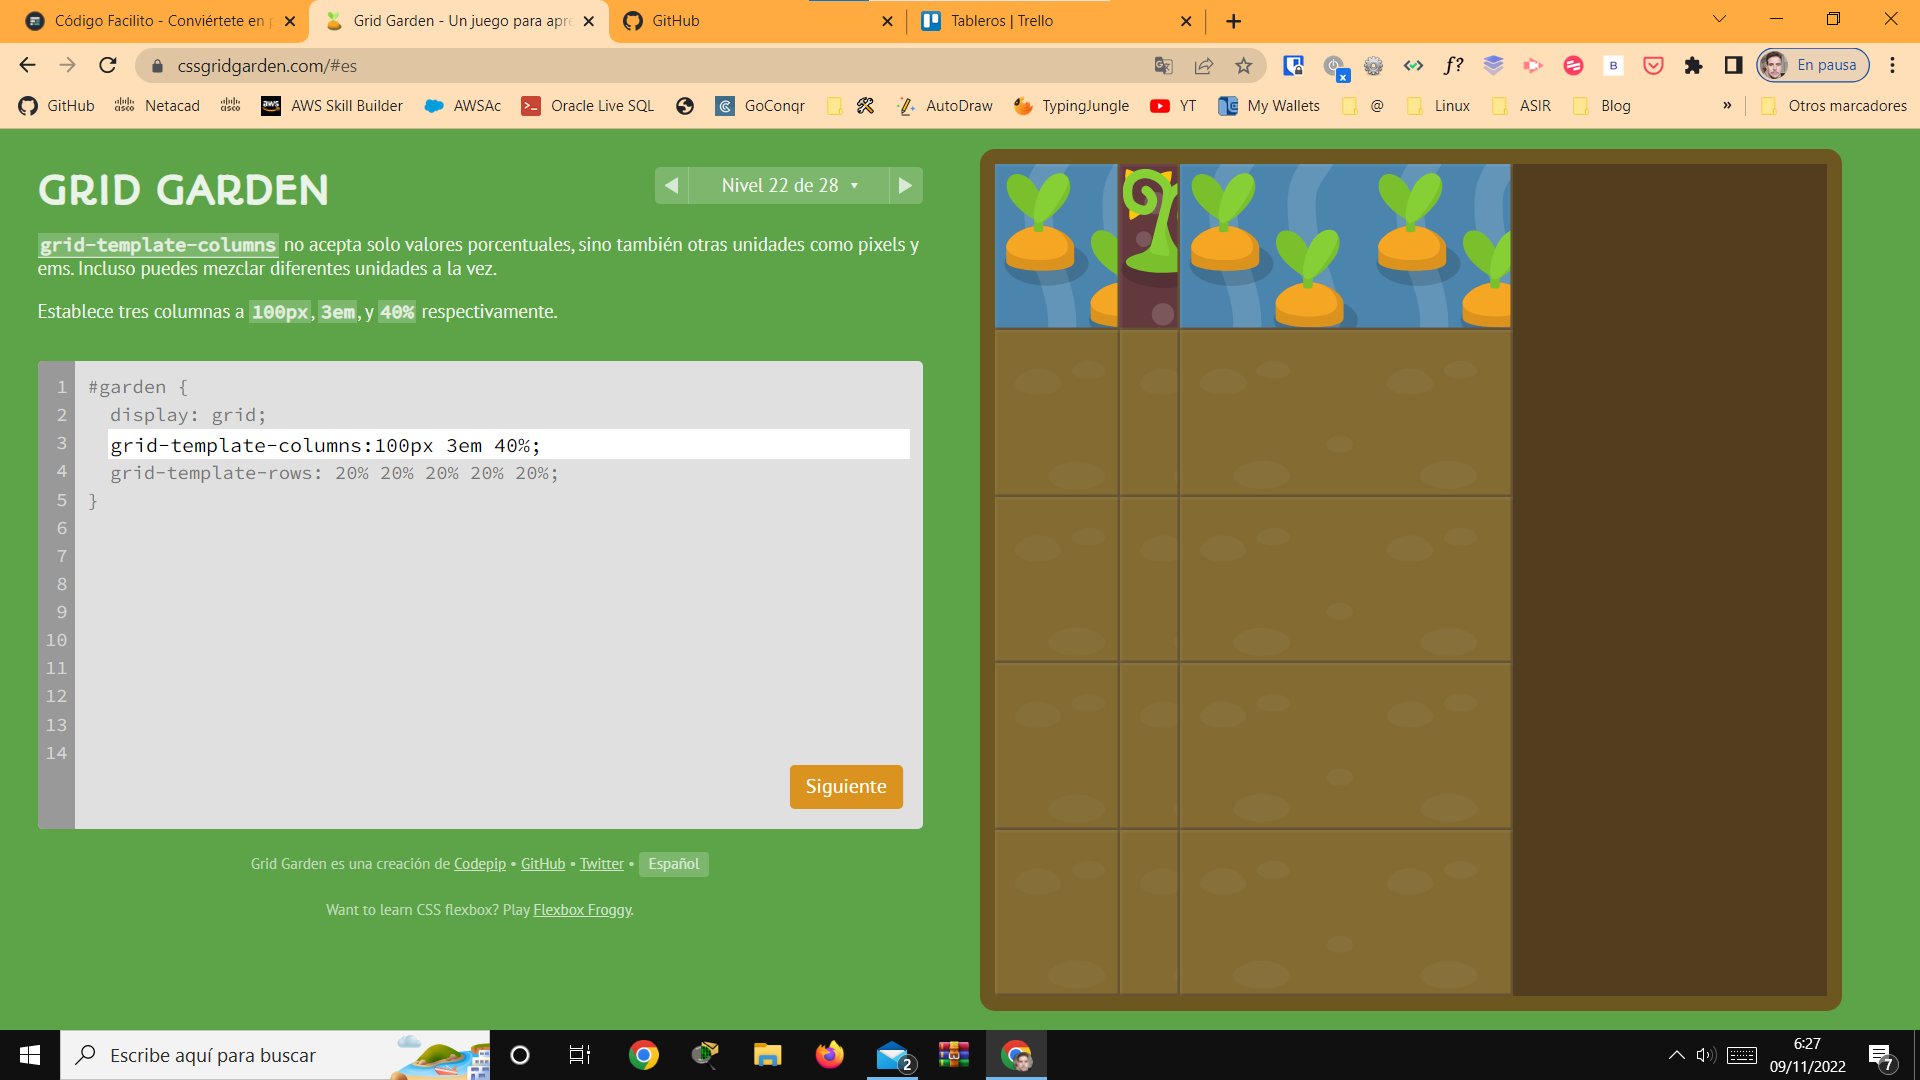 Código Facilito - Conviértete en p
Grid Garden - Un juego para apre
GitHub
Tableros | Trello
cssgridgarden.com/#es
f?
B
En pausa
GitHub
Netacad
AWS Skill Builder
AWSAc
Oracle Live SQL
GoConqr
AutoDraw
TypingJungle
YT
My Wallets
@
Linux
ASIR
Blog
»
Otros marcadores
GRID GARDEN
Nivel 22 de 28
grid-template-columns no acepta solo valores porcentuales, sino también otras unidades como pixels y
ems. Incluso puedes mezclar diferentes unidades a la vez.
Establece tres columnas a 100px, 3em, y 40% respectivamente.
1 #garden {
2 display: grid;
3 grid-template-columns:100px 3em 40%;
4 grid-template-rows: 20% 20% 20% 20% 20%;
5 }
6
7
8
9
10
11
12
13
14
Siguiente
Grid Garden es una creación de Codepip • GitHub • Twitter • Español
Want to learn CSS flexbox? Play Flexbox Froggy.
Escribe aquí para buscar
2
6:27
09/11/2022
7